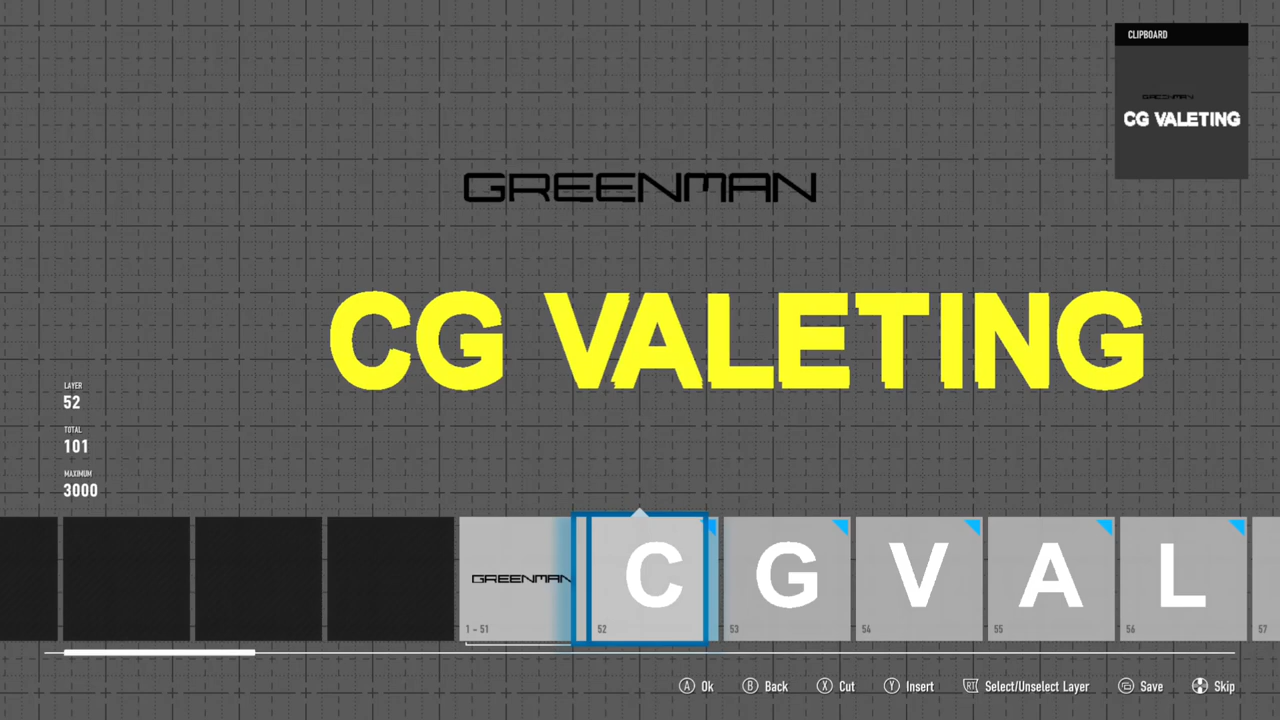 CLIPBOARD
GREENMAN
CG VALETING
GREENMAN
CG VALETING
LAYER
52
TOTAL
101
MAXIMUM
3000
GREENMAN
C
G
V
A
L
1 - 51
52
53
54
55
56
57
A Ok
B Back
X Cut
Y Insert
RT Select/Unselect Layer
Save
Skip